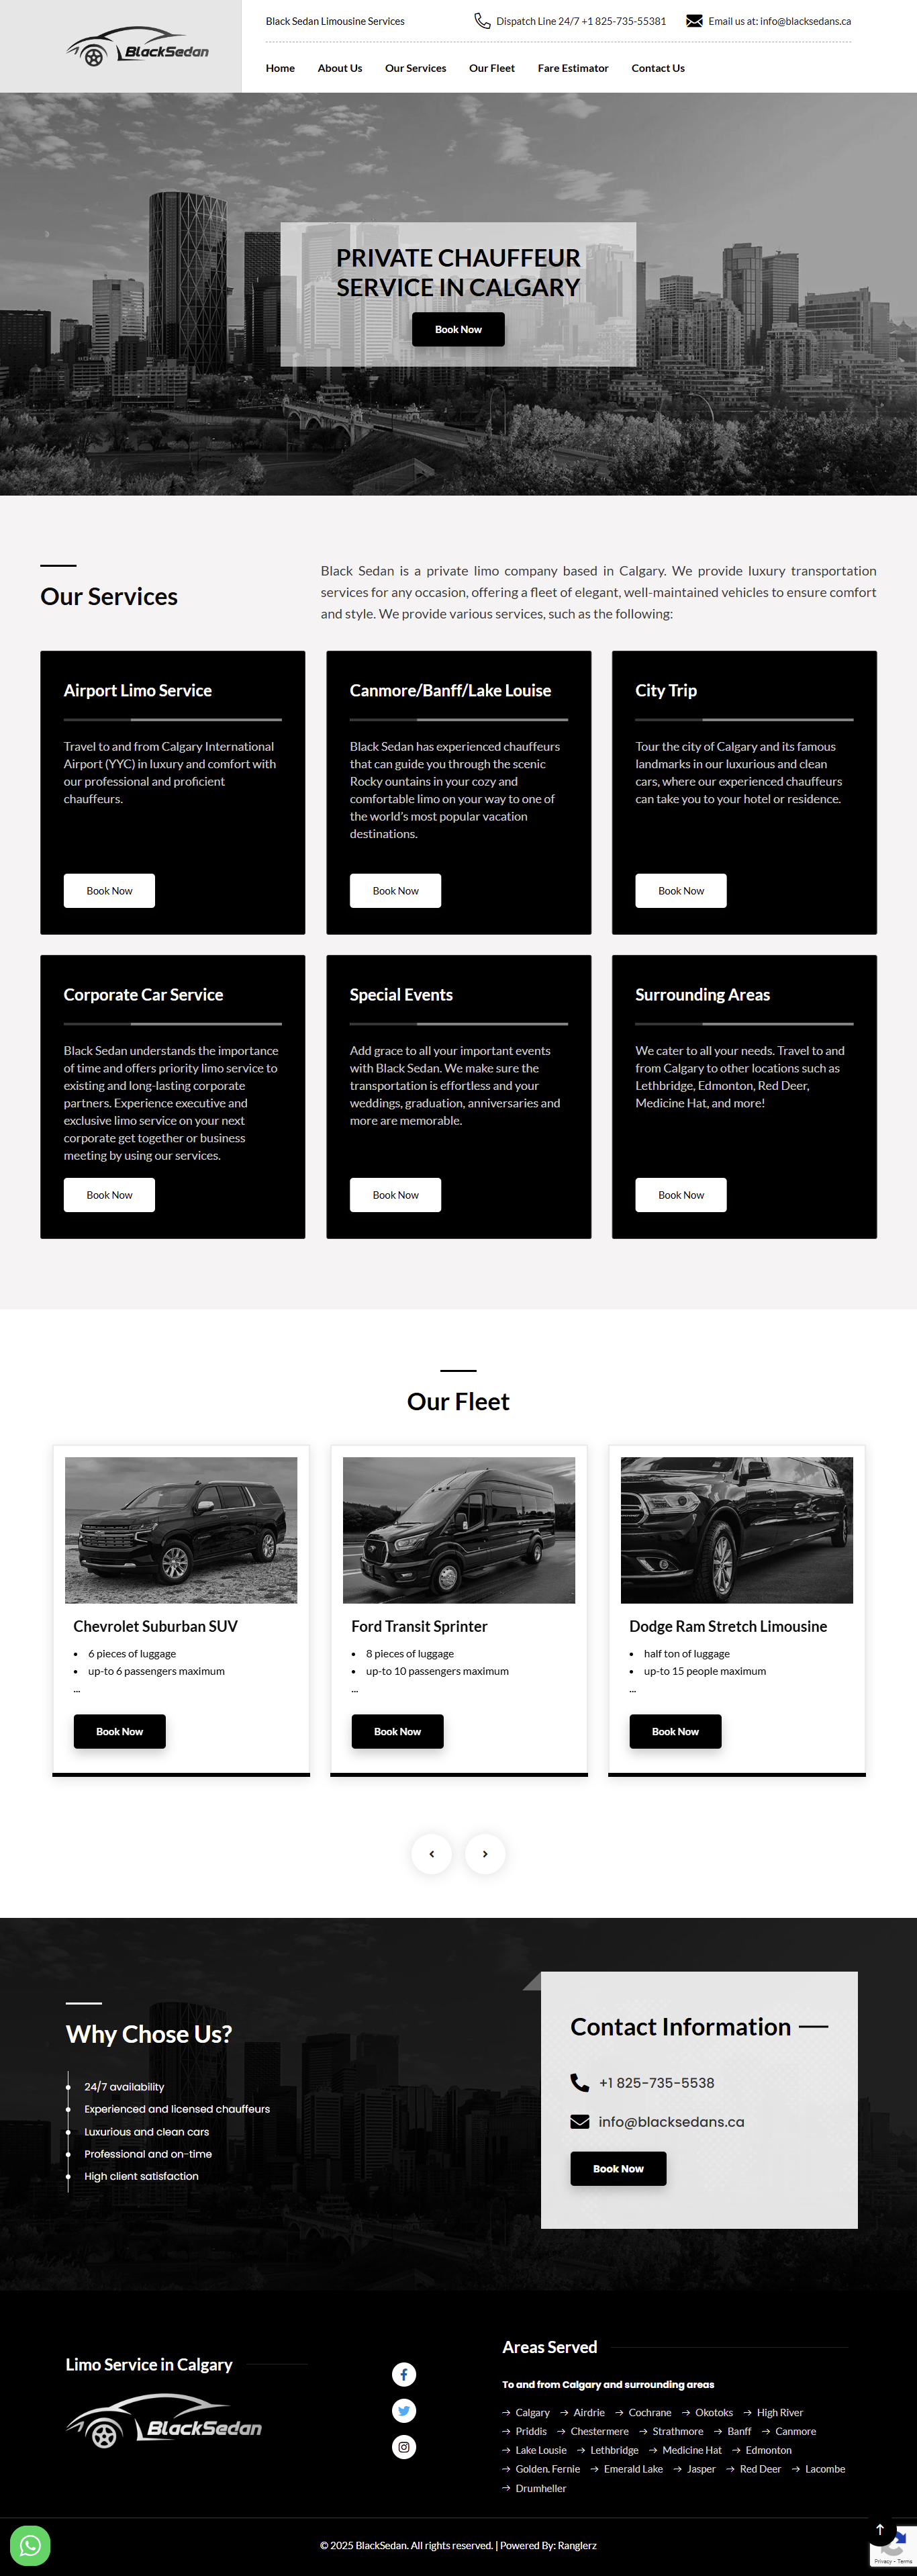 BlackSedan
Black Sedan Limousine Services
Dispatch Line 24/7 +1 825-735-55381
Email us at: info@blacksedans.ca
Home About Us Our Services Our Fleet Fare Estimator Contact Us
PRIVATE CHAUFFEUR
SERVICE IN CALGARY
Book Now
Our Services
Black Sedan is a private limo company based in Calgary. We provide luxury transportation
services for any occasion, offering a fleet of elegant, well-maintained vehicles to ensure comfort
and style. We provide various services, such as the following:
Airport Limo Service
Travel to and from Calgary International
Airport (YYC) in luxury and comfort with
our professional and proficient
chauffeurs.
Book Now
Canmore/Banff/Lake Louise
Black Sedan has experienced chauffeurs
that can guide you through the scenic
Rocky ountains in your cozy and
comfortable limo on your way to one of
the world's most popular vacation
destinations.
Book Now
City Trip
Tour the city of Calgary and its famous
landmarks in our luxurious and clean
cars, where our experienced chauffeurs
can take you to your hotel or residence.
Book Now
Corporate Car Service
Black Sedan understands the importance
of time and offers priority limo service to
existing and long-lasting corporate
partners. Experience executive and
exclusive limo service on your next
corporate get together or business
meeting by using our services.
Book Now
Special Events
Add grace to all your important events
with Black Sedan. We make sure the
transportation is effortless and your
weddings, graduation, anniversaries and
more are memorable.
Book Now
Surrounding Areas
We cater to all your needs. Travel to and
from Calgary to other locations such as
Lethbridge, Edmonton, Red Deer,
Medicine Hat, and more!
Book Now
Our Fleet
Chevrolet Suburban SUV
• 6 pieces of luggage
• up-to 6 passengers maximum
...
Book Now
Ford Transit Sprinter
• 8 pieces of luggage
• up-to 10 passengers maximum
...
Book Now
Dodge Ram Stretch Limousine
• half ton of luggage
• up-to 15 people maximum
...
Book Now
Why Chose Us?
24/7 availability
Experienced and licensed chauffeurs
Luxurious and clean cars
Professional and on-time
High client satisfaction
Contact Information
+1 825-735-5538
info@blacksedans.ca
Book Now
Limo Service in Calgary
BlackSedan
Areas Served
To and from Calgary and surrounding areas
→ Calgary → Airdrie → Cochrane → Okotoks → High River
→ Priddis → Chestermere → Strathmore → Banff → Canmore
→ Lake Lousie → Lethbridge → Medicine Hat → Edmonton
→ Golden. Fernie → Emerald Lake → Jasper → Red Deer → Lacombe
→ Drumheller
© 2025 BlackSedan. All rights reserved. | Powered By: Ranglerz
Privacy - Terms